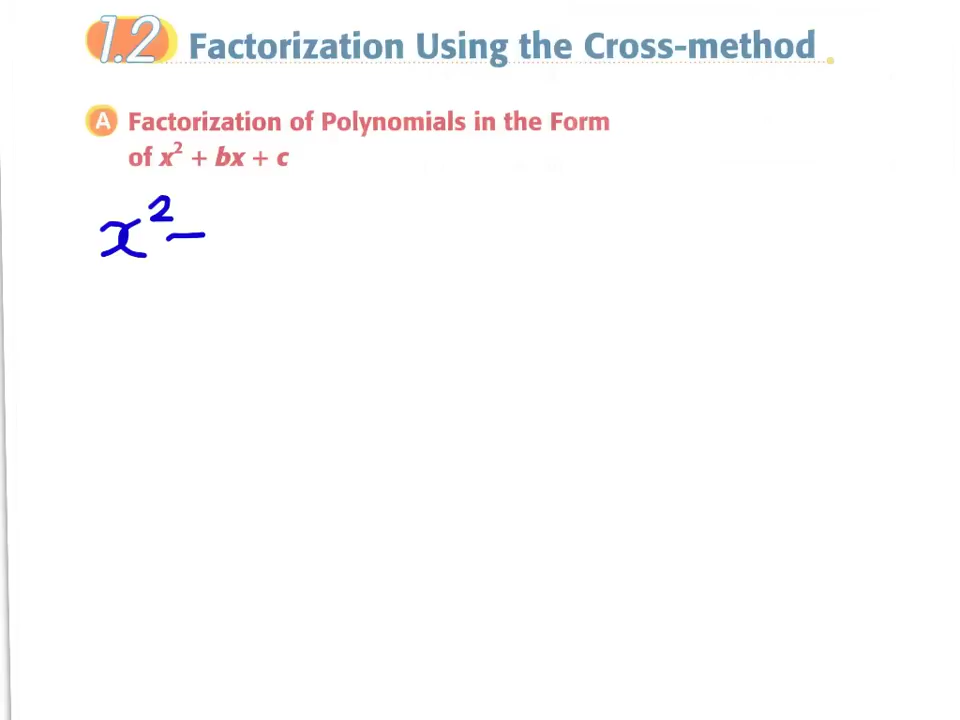 1.2 Factorization Using the Cross-method
A Factorization of Polynomials in the Form
of x² + bx + c
x² −